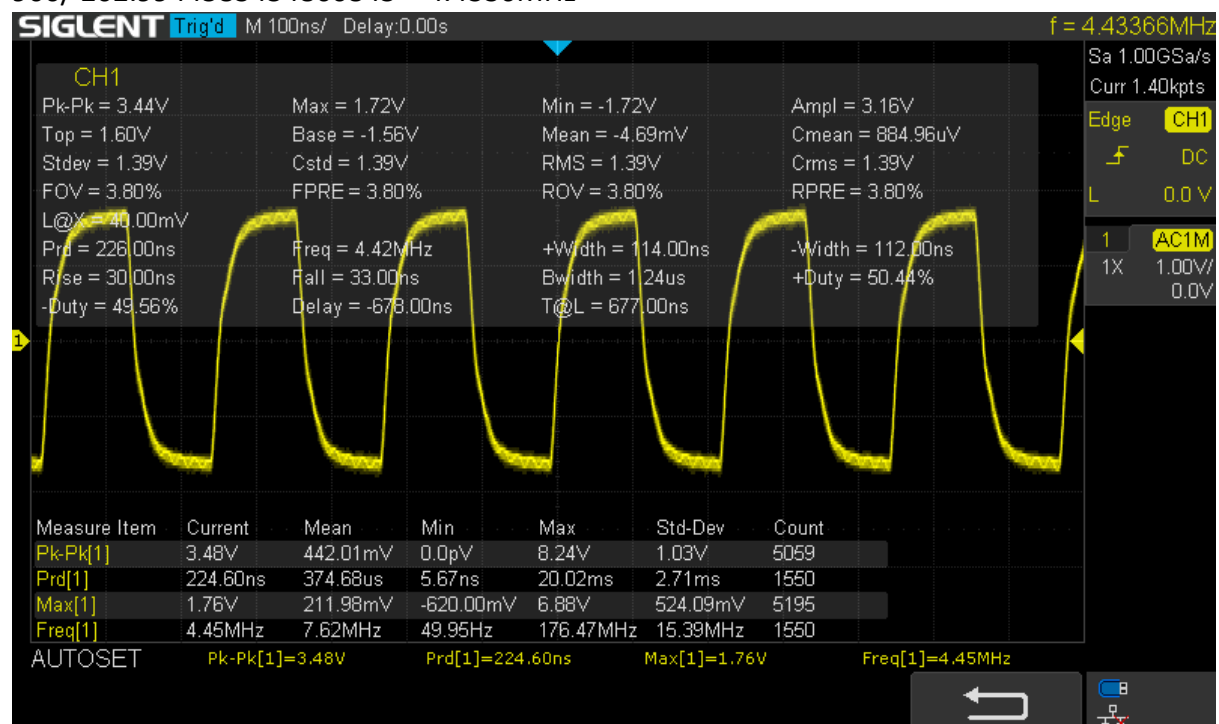 SIGLENT Trig'd M 100ns/ Delay:0.00s f = 4.43366MHz
Sa 1.00GSa/s
Curr 1.40kpts
Edge CH1
DC
L 0.0 V
1 AC1M
1X 1.00V/
0.0V
CH1
Pk-Pk = 3.44V Max = 1.72V Min = -1.72V Ampl = 3.16V
Top = 1.60V Base = -1.56V Mean = -4.69mV Cmean = 884.96uV
Stdev = 1.39V Cstd = 1.39V RMS = 1.39V Crms = 1.39V
FOV = 3.80% FPRE = 3.80% ROV = 3.80% RPRE = 3.80%
L@X = 40.00mV
Prd = 226.00ns Freq = 4.42MHz +Width = 114.00ns -Width = 112.00ns
Rise = 30.00ns Fall = 33.00ns Bwidth = 1.24us +Duty = 50.44%
-Duty = 49.56% Delay = -678.00ns T@L = 677.00ns
1
Measure Item Current Mean Min Max Std-Dev Count
Pk-Pk[1] 3.48V 442.01mV 0.0pV 8.24V 1.03V 5059
Prd[1] 224.60ns 374.68us 5.67ns 20.02ms 2.71ms 1550
Max[1] 1.76V 211.98mV -620.00mV 6.88V 524.09mV 5195
Freq[1] 4.45MHz 7.62MHz 49.95Hz 176.47MHz 15.39MHz 1550
AUTOSET Pk-Pk[1]=3.48V Prd[1]=224.60ns Max[1]=1.76V Freq[1]=4.45MHz